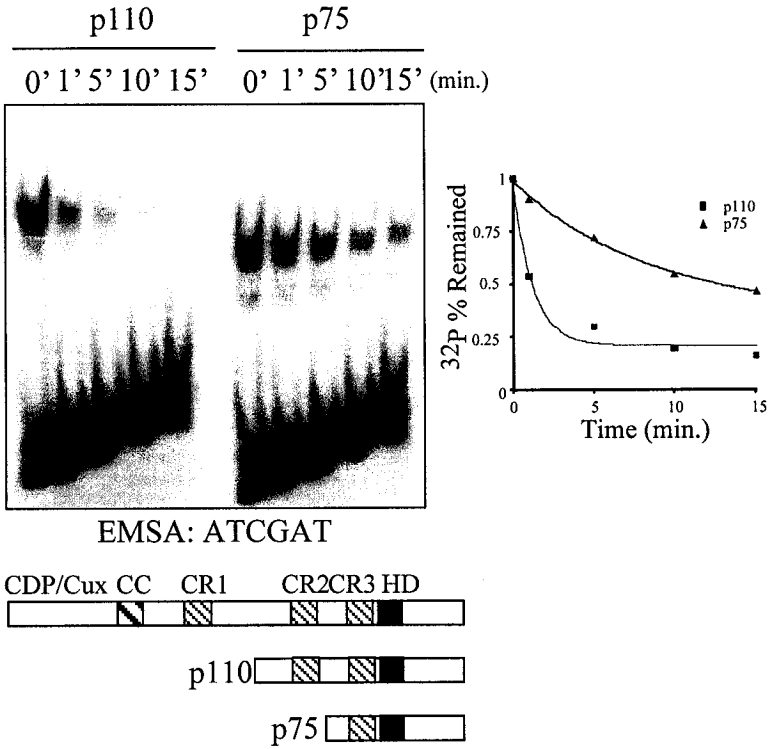 p110 p75
0' 1' 5' 10' 15' 0' 1' 5' 10' 15' (min.)
EMSA: ATCGAT
1
0.75
0.5
0.25
0
0 5 10 15
32P % Remained
Time (min.)
p110
p75
CDP/Cux CC CR1 CR2 CR3 HD
p110
p75